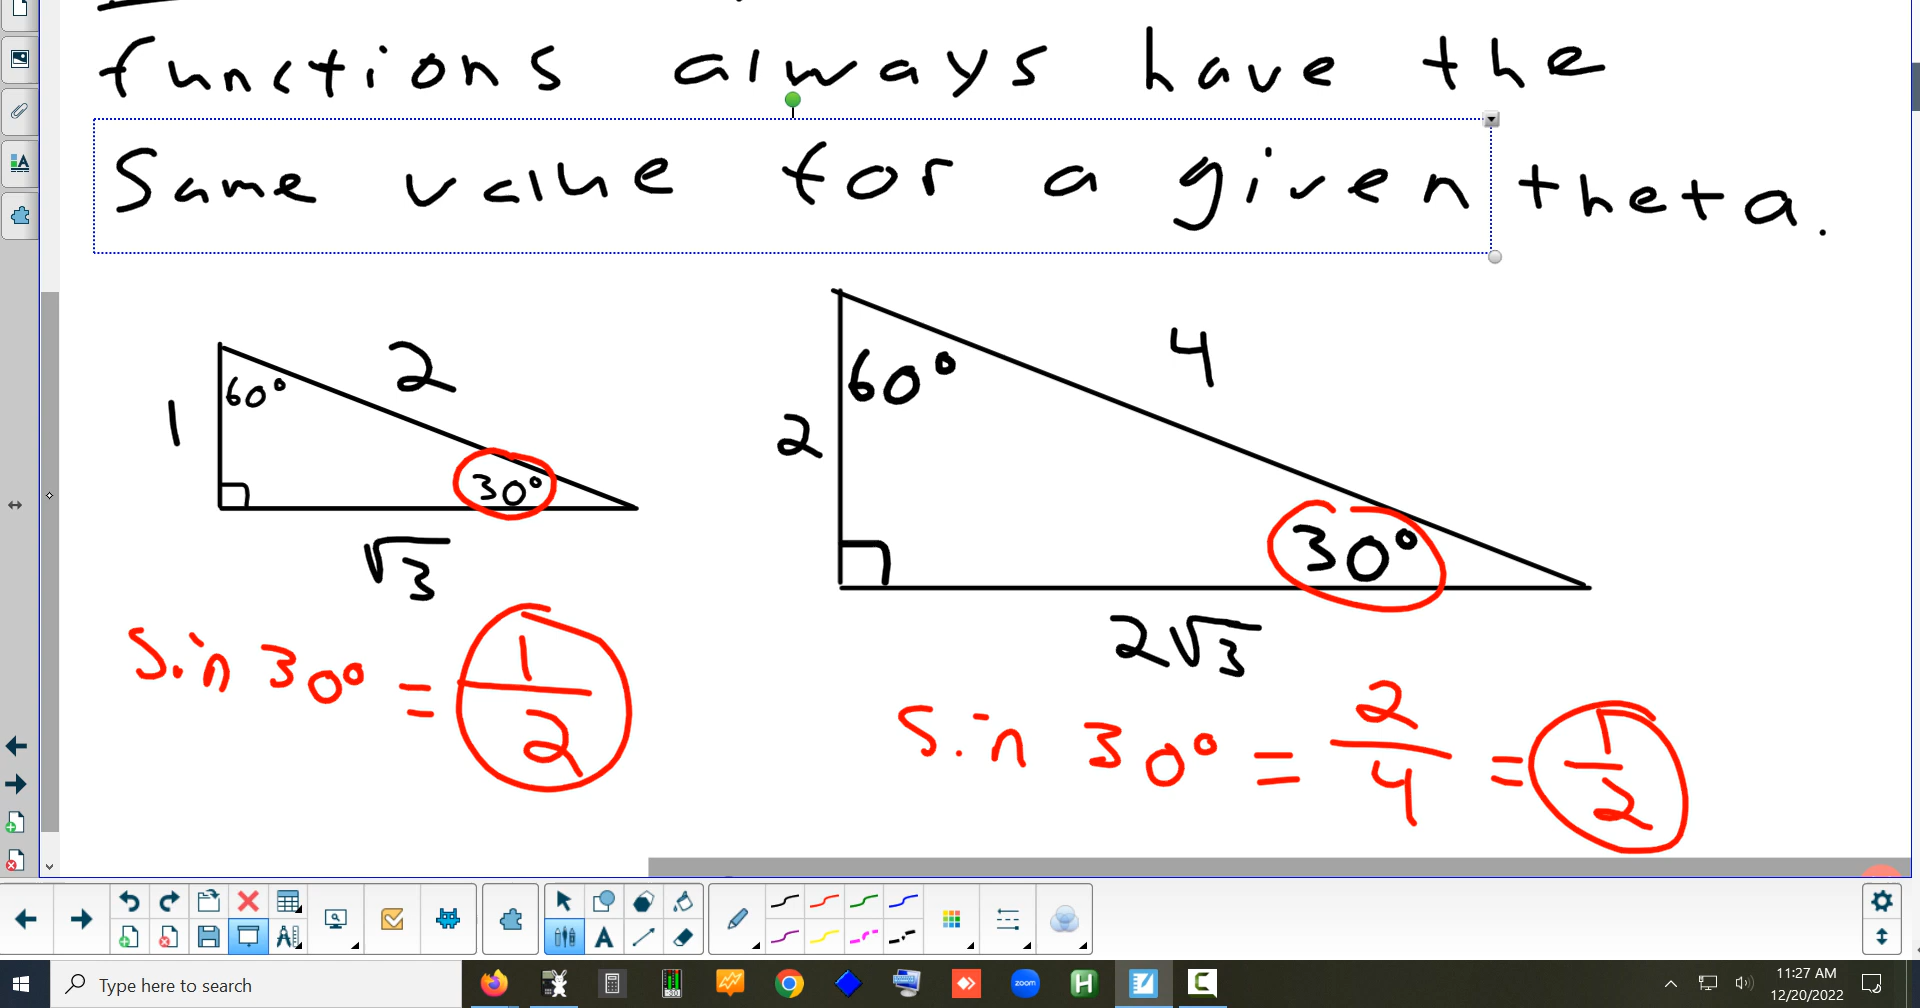 functions always have the
Same value for a given theta.
60°
2
1
30°
√3
60°
4
2
30°
2√3
Sin 30° = 1/2
Sin 30° = 2/4 = 1/2
Type here to search
zoom
H
C
11:27 AM
12/20/2022